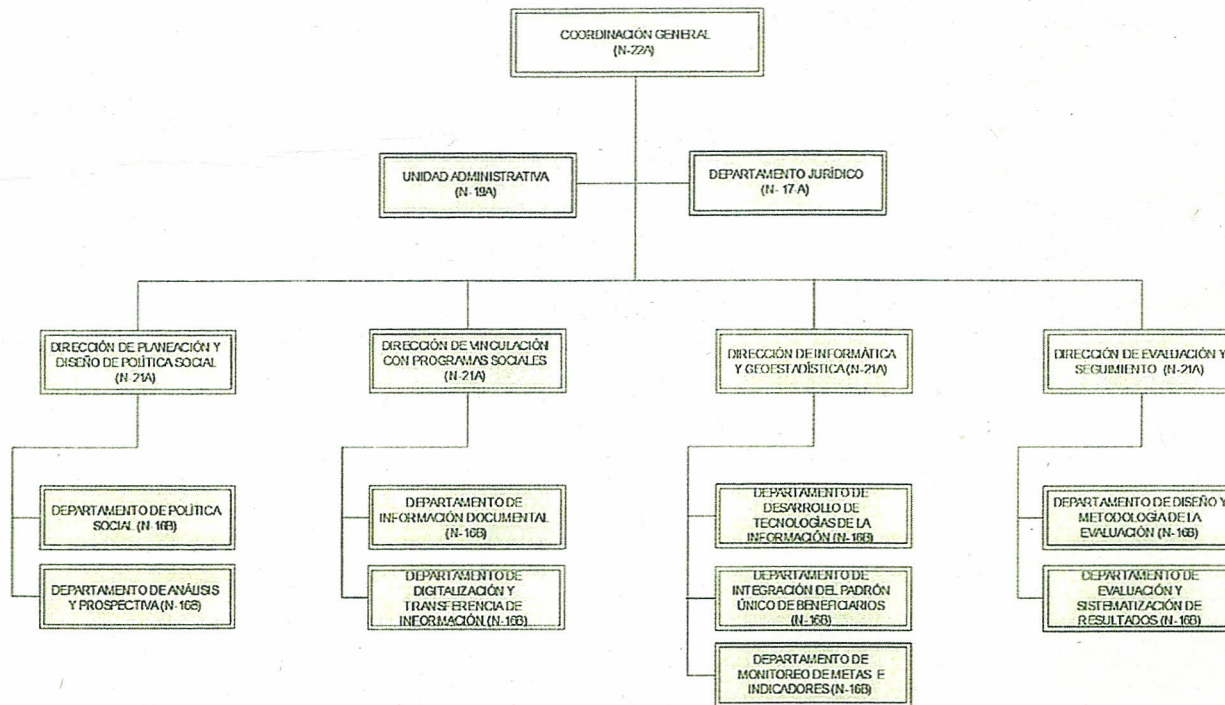 COORDINACIÓN GENERAL
(N-22A)
UNIDAD ADMINISTRATIVA
(N-19A)
DEPARTAMENTO JURÍDICO
(N- 17-A)
DIRECCIÓN DE PLANEACIÓN Y
DISEÑO DE POLÍTICA SOCIAL
(N-21A)
DIRECCIÓN DE VINCULACIÓN
CON PROGRAMAS SOCIALES
(N-21A)
DIRECCIÓN DE INFORMÁTICA
Y GEOESTADÍSTICA (N-21A)
DIRECCIÓN DE EVALUACIÓN Y
SEGUIMIENTO (N-21A)
DEPARTAMENTO DE POLÍTICA
SOCIAL (N-16B)
DEPARTAMENTO DE ANÁLISIS
Y PROSPECTIVA (N-16B)
DEPARTAMENTO DE
INFORMACIÓN DOCUMENTAL
(N-16B)
DEPARTAMENTO DE
DIGITALIZACIÓN Y
TRANSFERENCIA DE
INFORMACIÓN (N-16B)
DEPARTAMENTO DE
DESARROLLO DE
TECNOLOGÍAS DE LA
INFORMACIÓN (N-16B)
DEPARTAMENTO DE
INTEGRACIÓN DEL PADRÓN
ÚNICO DE BENEFICIARIOS
(N-16B)
DEPARTAMENTO DE
MONITOREO DE METAS E
INDICADORES (N-16B)
DEPARTAMENTO DE DISEÑO Y
METODOLOGÍA DE LA
EVALUACIÓN (N-16B)
DEPARTAMENTO DE
EVALUACIÓN Y
SISTEMATIZACIÓN DE
RESULTADOS (N-16B)